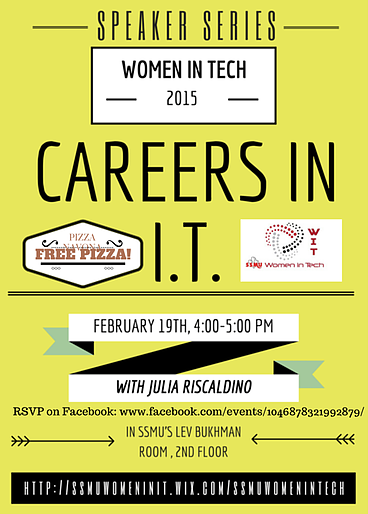 SPEAKER SERIES
WOMEN IN TECH
2015
CAREERS IN
I.T.
PIZZA
NAVONA
FREE PIZZA!
WIT
SSMU Women in Tech
FEBRUARY 19TH, 4:00-5:00 PM
WITH JULIA RISCALDINO
RSVP on Facebook: www.facebook.com/events/1046878321992879/
IN SSMU'S LEV BUKHMAN
ROOM , 2ND FLOOR
HTTP://SSMUWOMENINIT.WIX.COM/SSMUWOMENINTECH